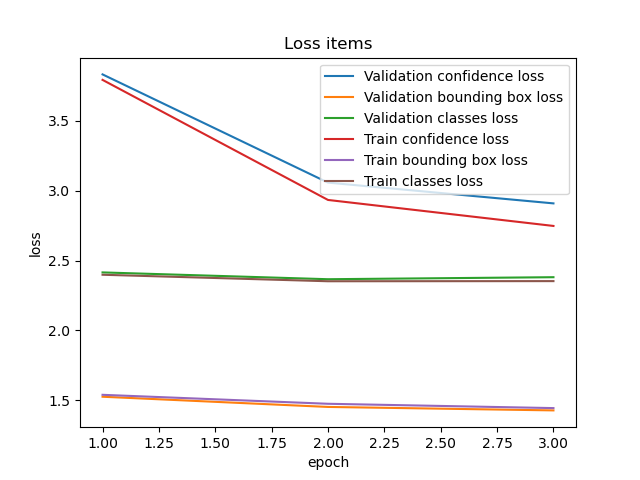 Loss items
Validation confidence loss
Validation bounding box loss
Validation classes loss
Train confidence loss
Train bounding box loss
Train classes loss
3.5
3.0
2.5
2.0
1.5
loss
1.00
1.25
1.50
1.75
2.00
2.25
2.50
2.75
3.00
epoch